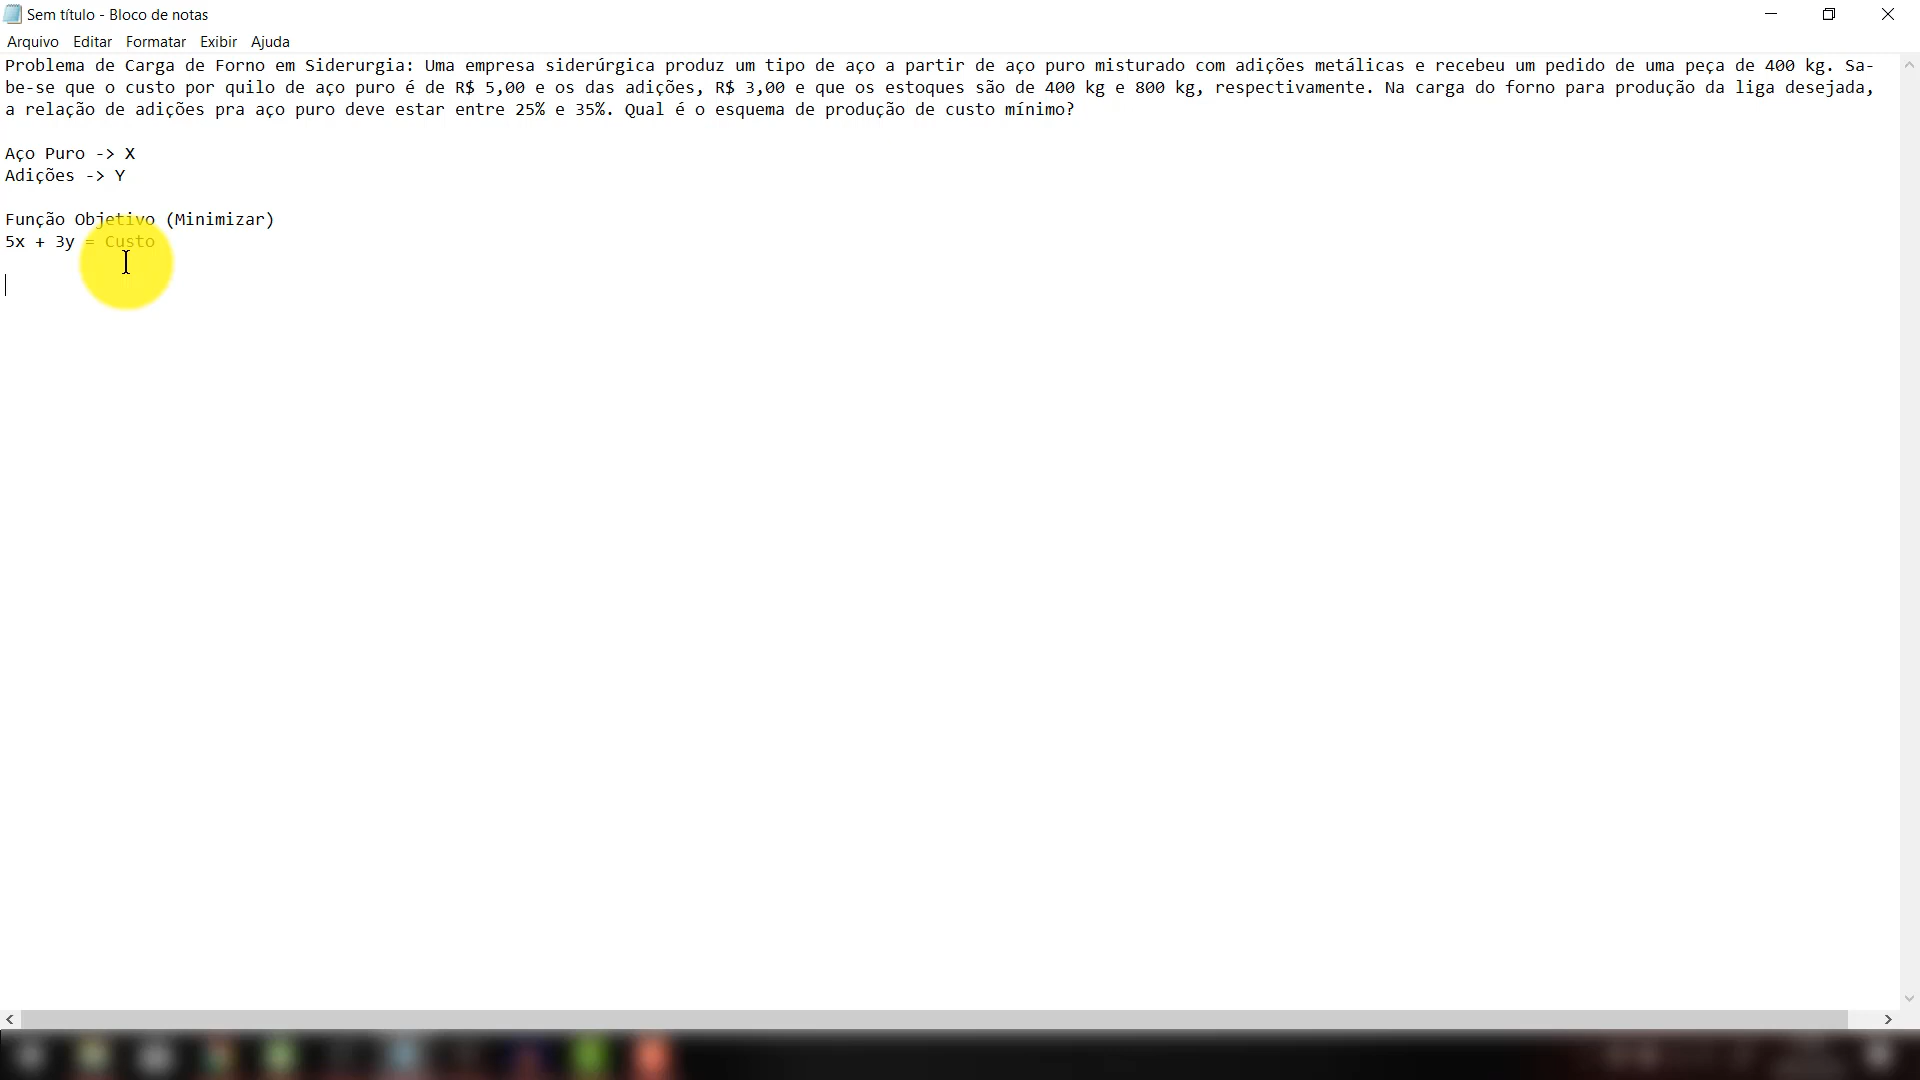 Sem título - Bloco de notas
Arquivo Editar Formatar Exibir Ajuda
Problema de Carga de Forno em Siderurgia: Uma empresa siderúrgica produz um tipo de aço a partir de aço puro misturado com adições metálicas e recebeu um pedido de uma peça de 400 kg. Sa-
be-se que o custo por quilo de aço puro é de R$ 5,00 e os das adições, R$ 3,00 e que os estoques são de 400 kg e 800 kg, respectivamente. Na carga do forno para produção da liga desejada,
a relação de adições pra aço puro deve estar entre 25% e 35%. Qual é o esquema de produção de custo mínimo?
Aço Puro -> X
Adições -> Y
Função Objetivo (Minimizar)
5x + 3y = Custo